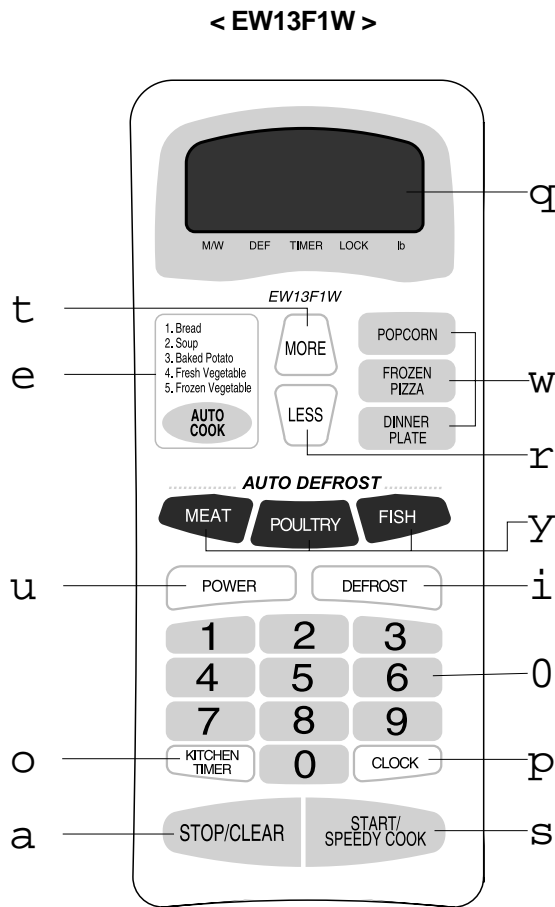 < EW13F1W >
q
M/W DEF TIMER LOCK lb
EW13F1W
t
e
1. Bread
2. Soup
3. Baked Potato
4. Fresh Vegetable
5. Frozen Vegetable
AUTO
COOK
MORE
LESS
POPCORN
FROZEN
PIZZA
DINNER
PLATE
w
r
AUTO DEFROST
MEAT POULTRY FISH
y
u
POWER DEFROST
i
1 2 3
4 5 6
0
7 8 9
o
KITCHEN
TIMER
0
CLOCK
p
a
STOP/CLEAR
START/
SPEEDY COOK
s